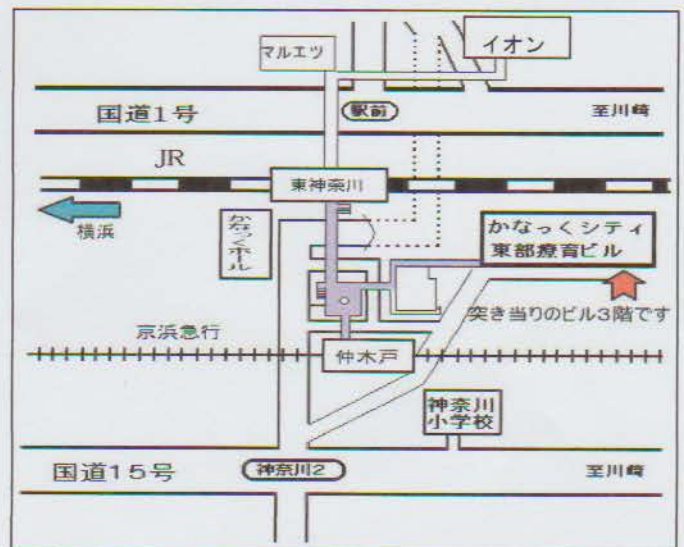 マルエツ
イオン
国道1号
駅前
至川崎
JR
東神奈川
横浜
かなっくホール
かなっくシティ
東部療育ビル
突き当りのビル3階です
京浜急行
仲木戸
神奈川
小学校
国道15号
神奈川2
至川崎